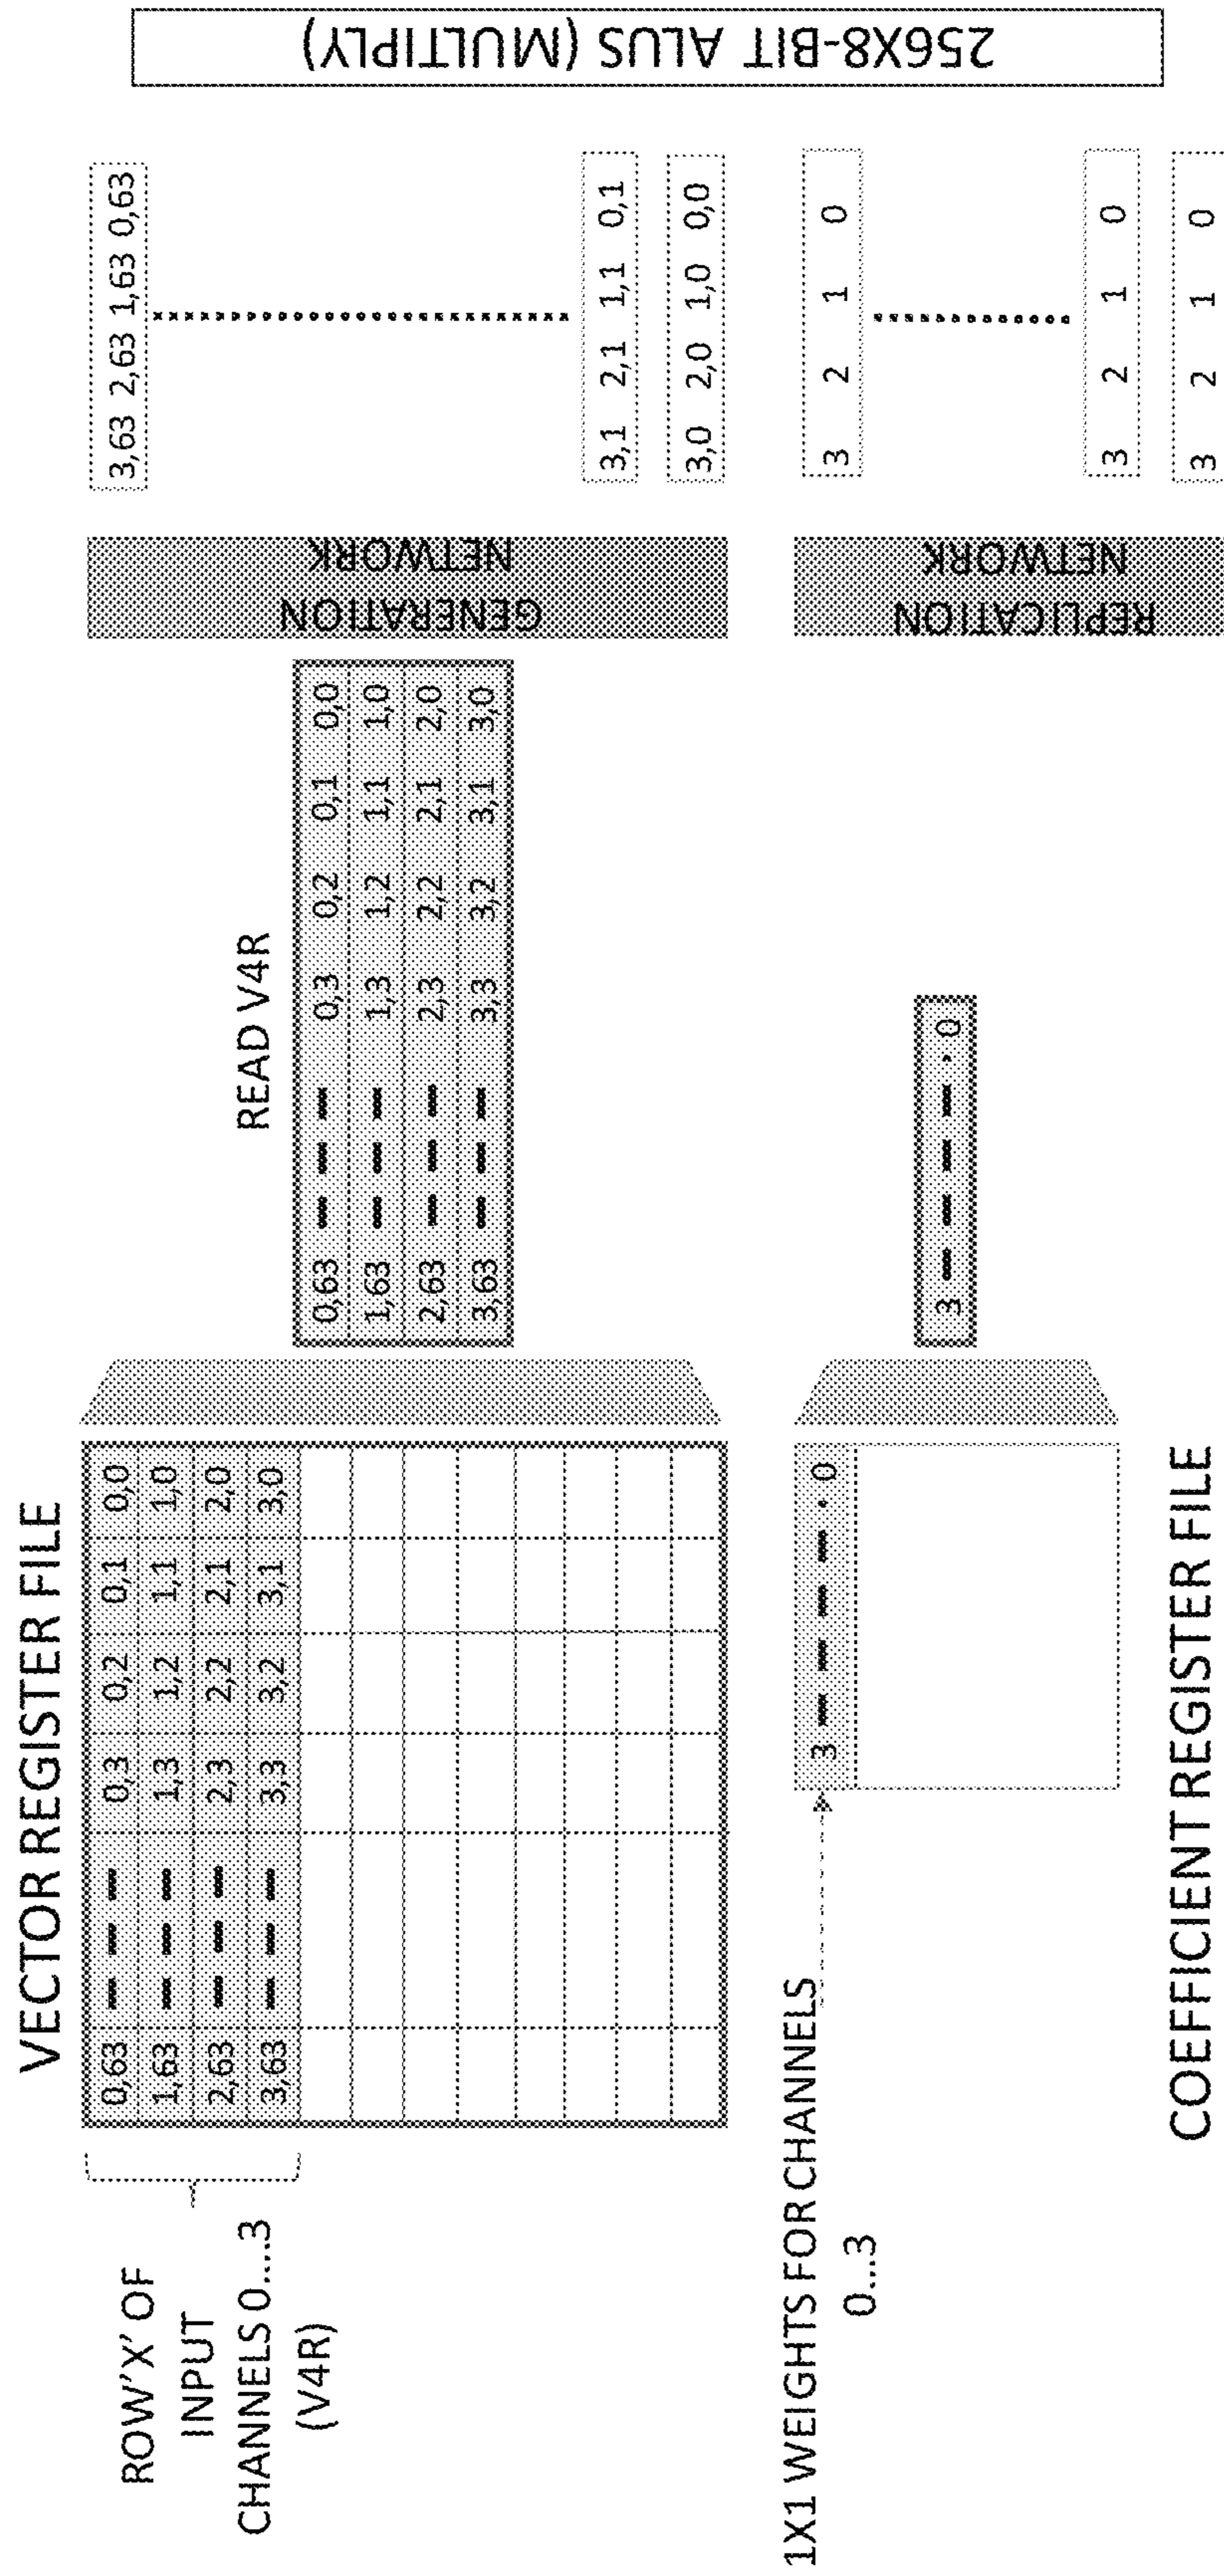 VECTOR REGISTER FILE
ROW'X' OF
INPUT
CHANNELS 0....3
(V4R)
0,63 0,3 0,2 0,1 0,0
1,63 1,3 1,2 1,1 1,0
2,63 2,3 2,2 2,1 2,0
3,63 3,3 3,2 3,1 3,0
READ V4R
0,63 0,3 0,2 0,1 0,0
1,63 1,3 1,2 1,1 1,0
2,63 2,3 2,2 2,1 2,0
3,63 3,3 3,2 3,1 3,0
GENERATION
NETWORK
3,63 2,63 1,63 0,63
3,1 2,1 1,1 0,1
3,0 2,0 1,0 0,0
1X1 WEIGHTS FOR CHANNELS
0...3
3 0
3 0
REPLICATION
NETWORK
3 2 1 0
3 2 1 0
3 2 1 0
COEFFICIENT REGISTER FILE
256X8-BIT ALUS (MULTIPLY)